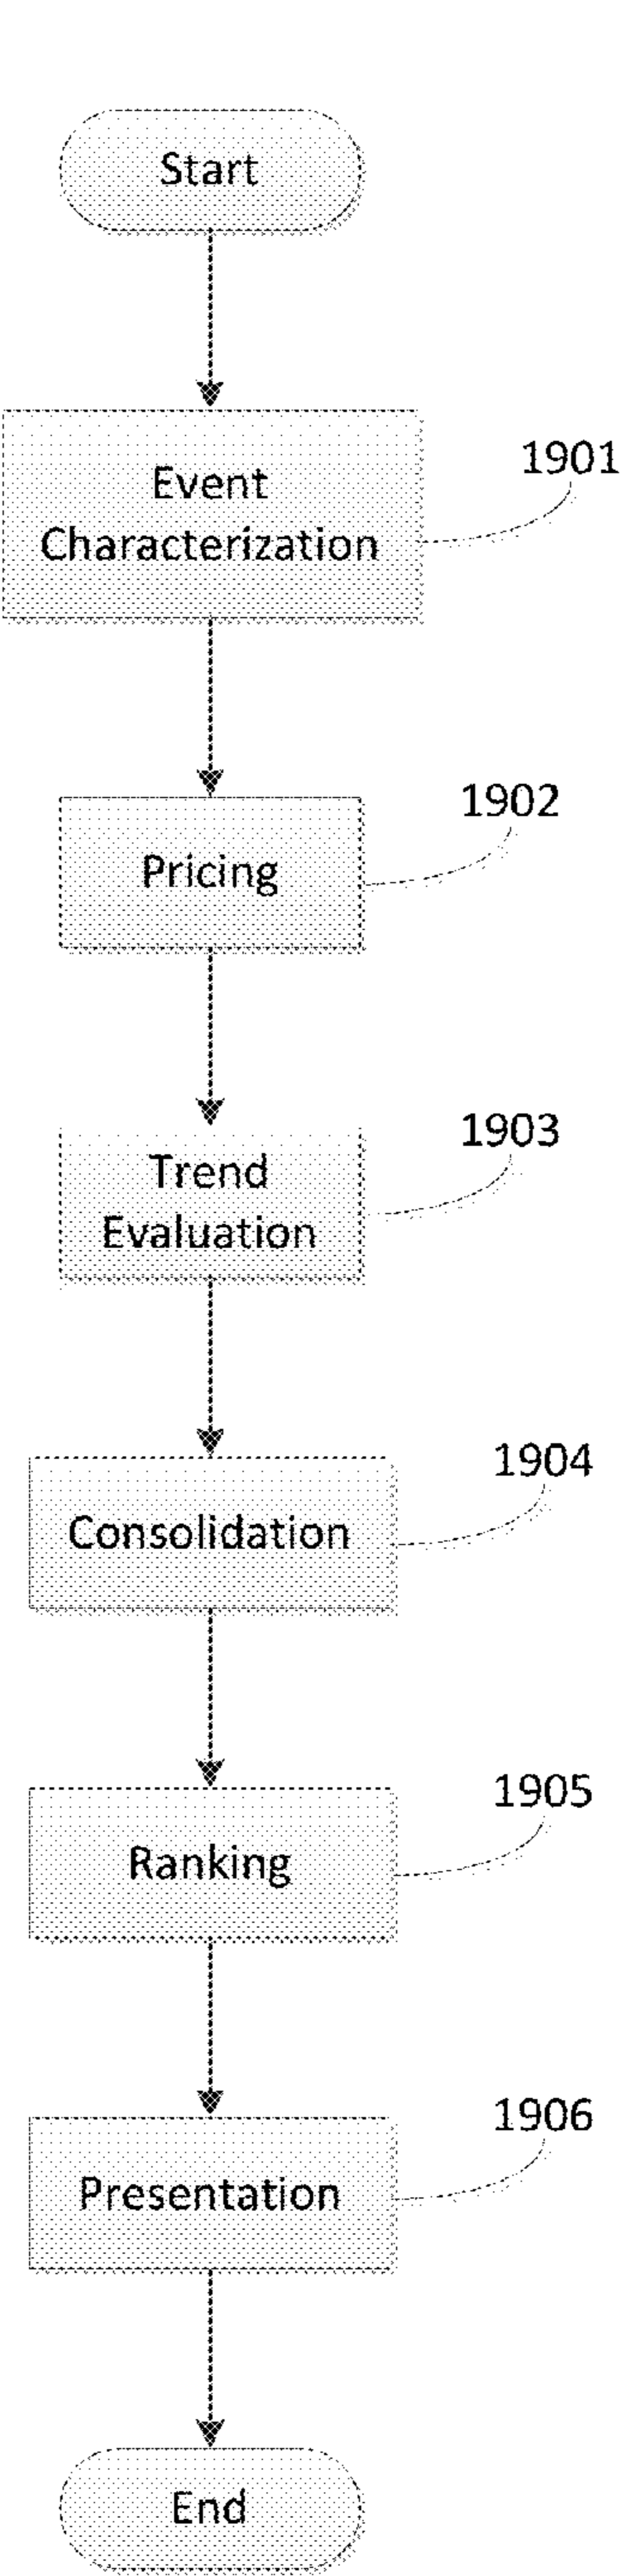 Start
Event
Characterization
1901
Pricing
1902
Trend
Evaluation
1903
Consolidation
1904
Ranking
1905
Presentation
1906
End